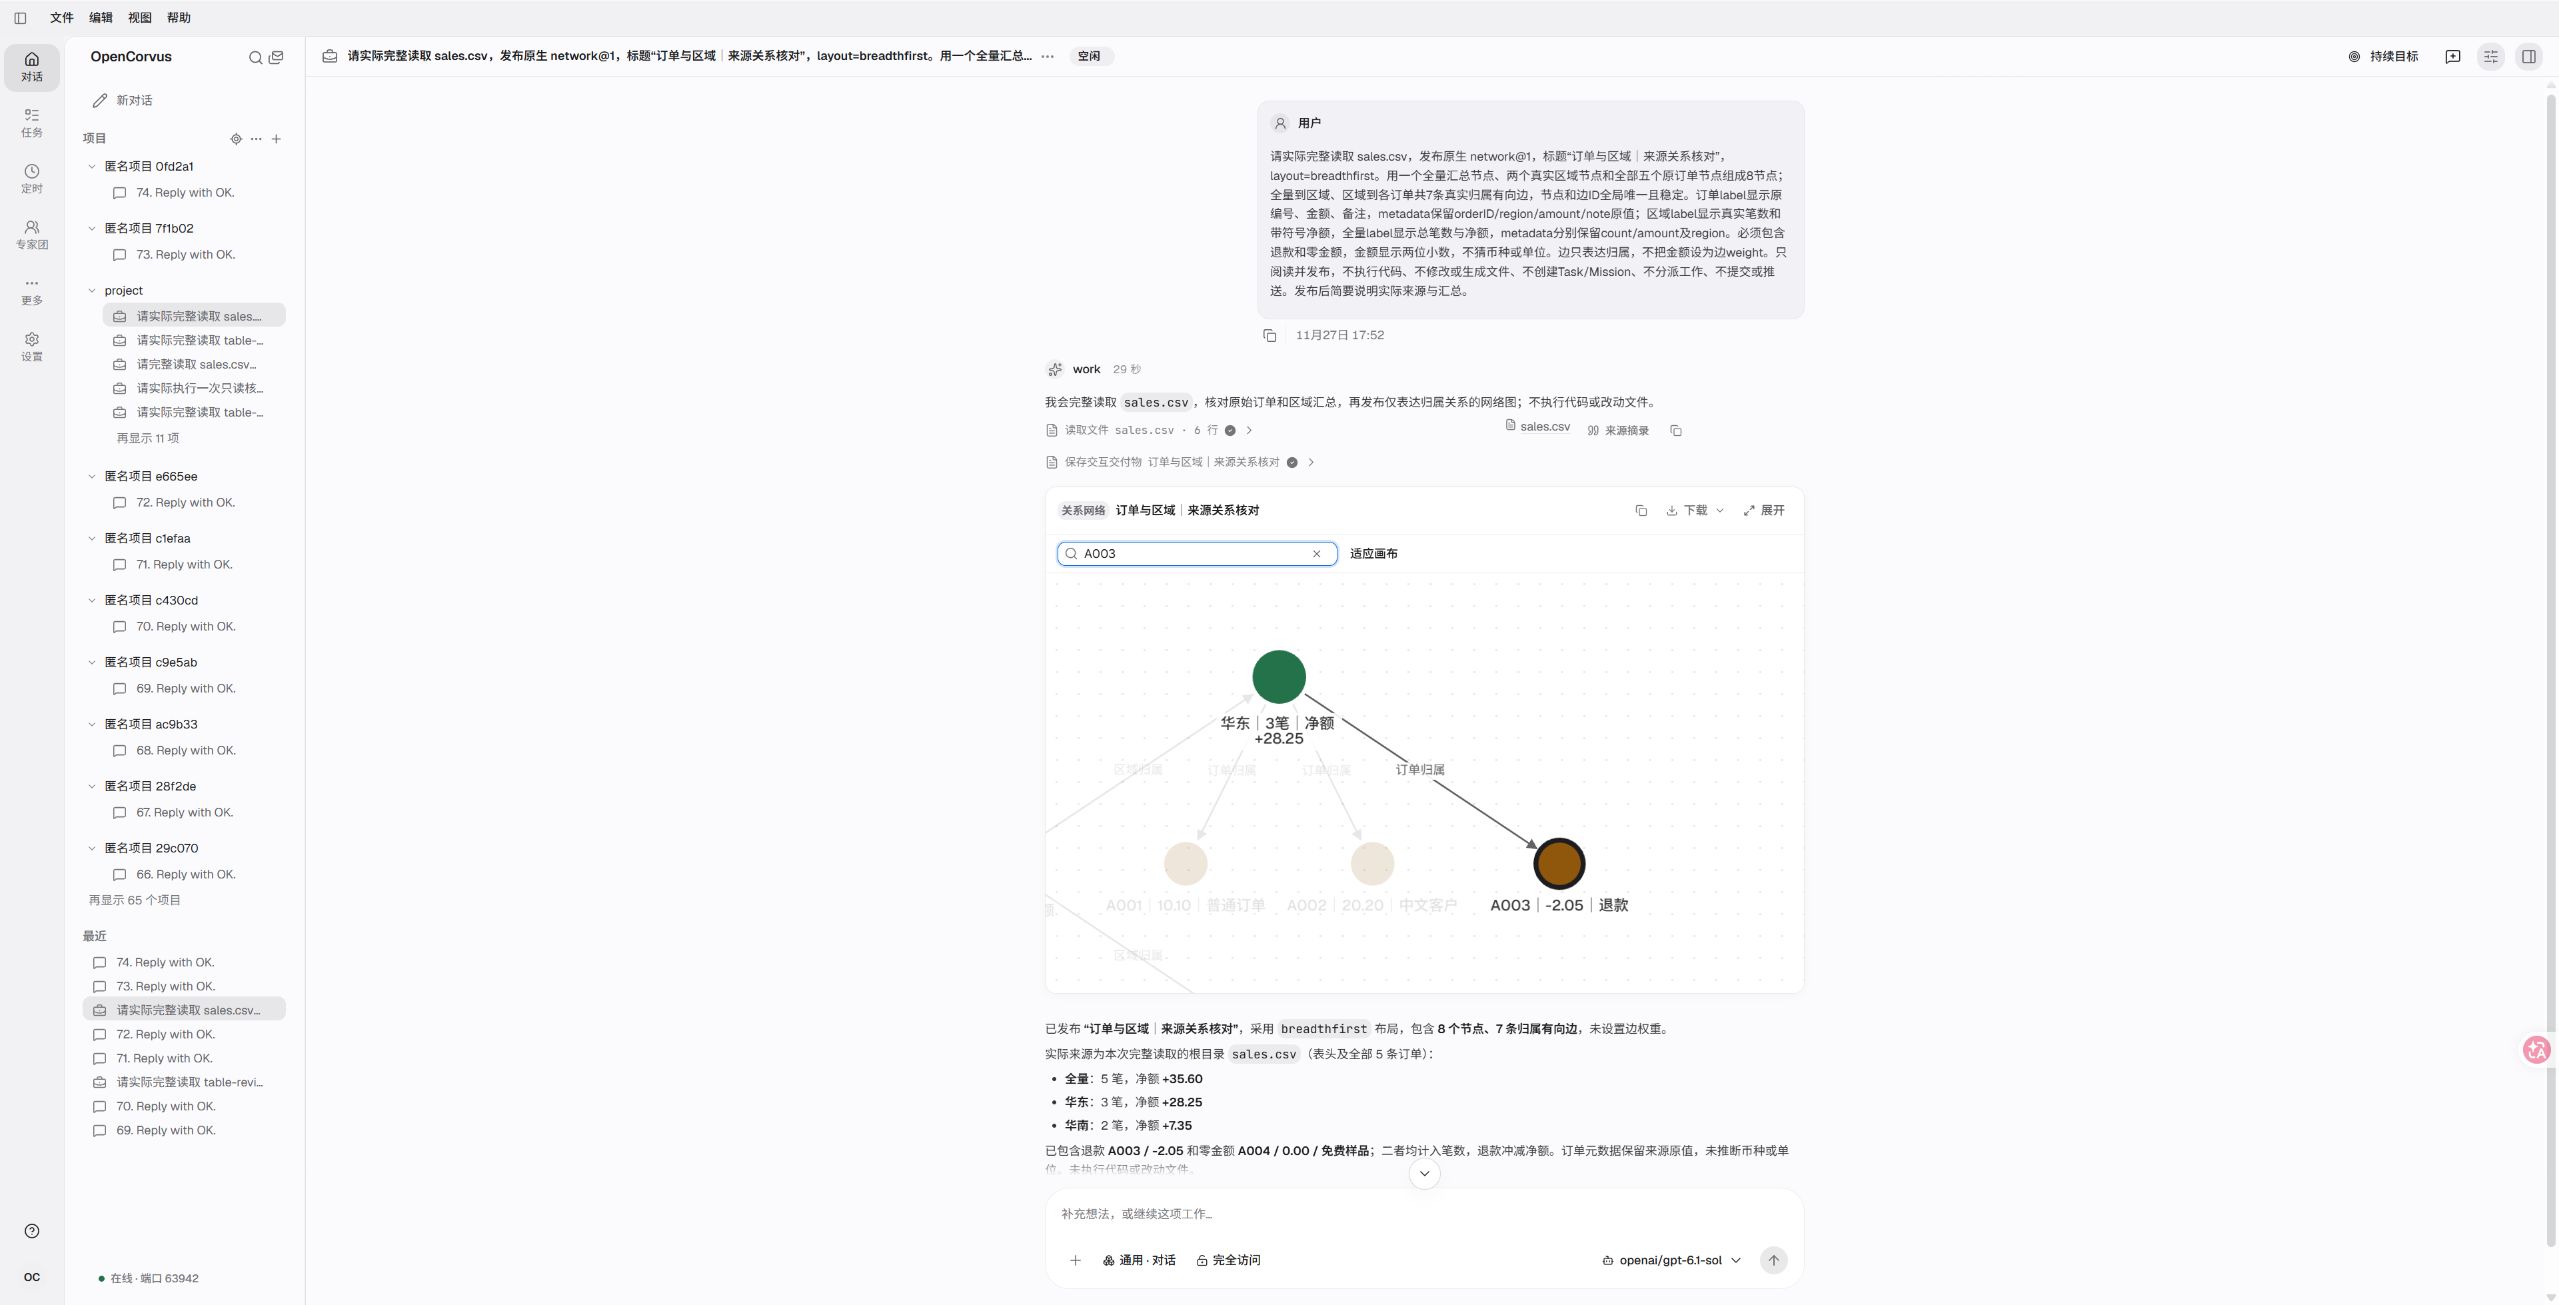 文件 编辑 视图 帮助
对话
任务
定时
专家团
更多
设置
OC
OpenCorvus
新对话
项目
匿名项目 0fd2a1
74. Reply with OK.
匿名项目 7f1b02
73. Reply with OK.
project
请实际完整读取 sales....
请实际完整读取 table-...
请完整读取 sales.csv...
请实际执行一次只读核...
请实际完整读取 table-...
再显示 11 项
匿名项目 e665ee
72. Reply with OK.
匿名项目 c1efaa
71. Reply with OK.
匿名项目 c430cd
70. Reply with OK.
匿名项目 c9e5ab
69. Reply with OK.
匿名项目 ac9b33
68. Reply with OK.
匿名项目 28f2de
67. Reply with OK.
匿名项目 29c070
66. Reply with OK.
再显示 65 个项目
最近
74. Reply with OK.
73. Reply with OK.
请实际完整读取 sales.csv...
72. Reply with OK.
71. Reply with OK.
请实际完整读取 table-revi...
70. Reply with OK.
69. Reply with OK.
在线 · 端口 63942
请实际完整读取 sales.csv，发布原生 network@1，标题“订单与区域｜来源关系核对”，layout=breadthfirst。用一个全量汇总... 空闲
持续目标
用户
请实际完整读取 sales.csv，发布原生 network@1，标题“订单与区域｜来源关系核对”，
layout=breadthfirst。用一个全量汇总节点、两个真实区域节点和全部五个原订单节点组成8节点；
全量到区域、区域到各订单共7条真实归属有向边，节点和边ID全局唯一且稳定。订单label显示原
编号、金额、备注，metadata保留orderID/region/amount/note原值；区域label显示真实笔数和
带符号净额，全量label显示总笔数与净额，metadata分别保留count/amount及region。必须包含
退款和零金额，金额显示两位小数，不猜币种或单位。边只表达归属，不把金额设为边weight。只
阅读并发布，不执行代码、不修改或生成文件、不创建Task/Mission、不分派工作、不提交或推
送。发布后简要说明实际来源与汇总。
11月27日 17:52
work 29 秒
我会完整读取 sales.csv，核对原始订单和区域汇总，再发布仅表达归属关系的网络图；不执行代码或改动文件。
读取文件 sales.csv · 6 行 sales.csv 来源摘录
保存交互交付物 订单与区域｜来源关系核对
关系网络 订单与区域｜来源关系核对 下载 展开
A003 适应画布
华东｜3笔｜净额
+28.25
区域归属 订单归属 订单归属 订单归属
A001｜10.10｜普通订单 A002｜20.20｜中文客户 A003｜-2.05｜退款
区域归属
已发布 “订单与区域｜来源关系核对”，采用 breadthfirst 布局，包含 8 个节点、7 条归属有向边，未设置边权重。
实际来源为本次完整读取的根目录 sales.csv （表头及全部 5 条订单）：
• 全量：5 笔，净额 +35.60
• 华东：3 笔，净额 +28.25
• 华南：2 笔，净额 +7.35
已包含退款 A003 / -2.05 和零金额 A004 / 0.00 / 免费样品；二者均计入笔数，退款冲减净额。订单元数据保留来源原值，未推断币种或单
位。未执行代码或改动文件。
补充想法，或继续这项工作...
通用 · 对话 完全访问 openai/gpt-6.1-sol